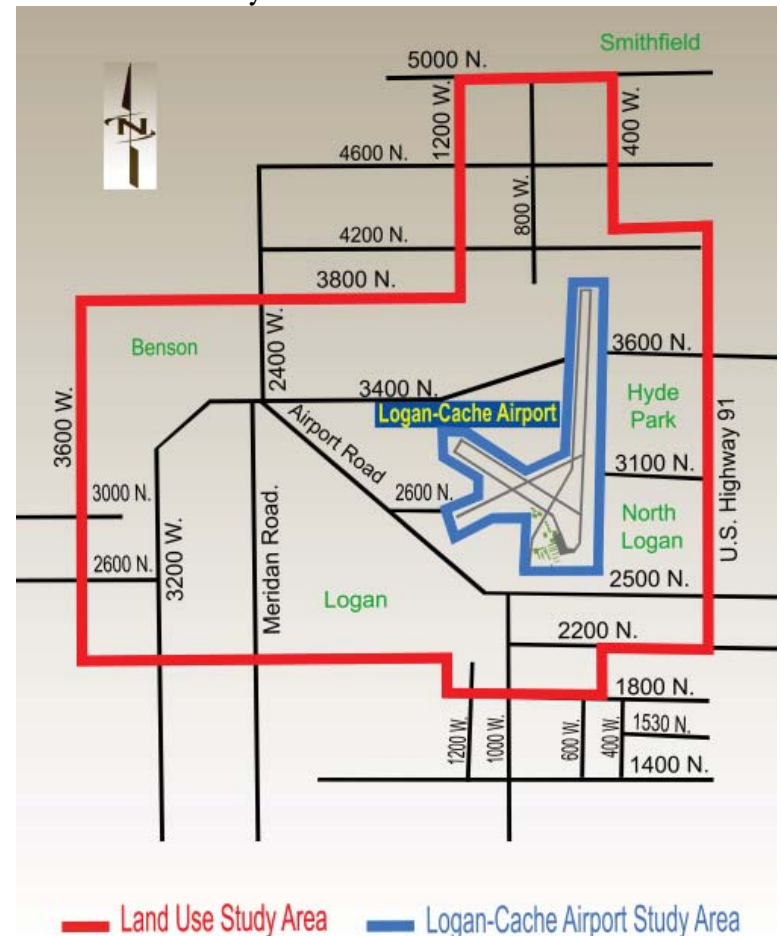 Smithfield
5000 N.
1200 W.
400 W.
N
4600 N.
800 W.
4200 N.
3800 N.
Benson
2400 W.
3600 N.
3400 N.
Hyde
Park
Logan-Cache Airport
Airport Road
3600 W.
U.S. Highway 91
3100 N.
3000 N.
2600 N.
North
Logan
2600 N.
3200 W.
Meridan Road.
2500 N.
Logan
2200 N.
1800 N.
1200 W.
1000 W.
600 W.
400 W.
1530 N.
1400 N.
Land Use Study Area
Logan-Cache Airport Study Area